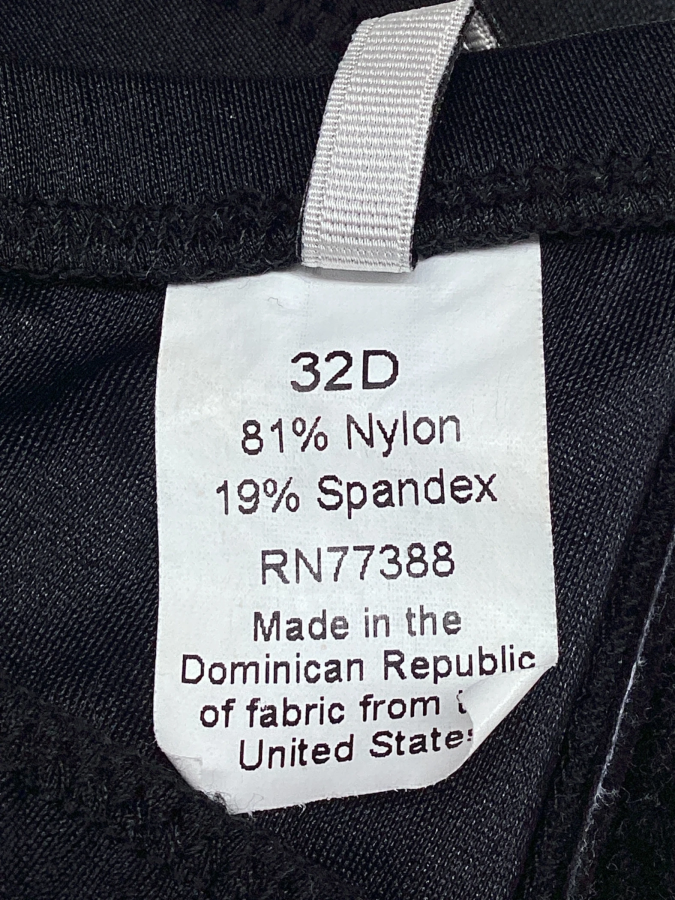 32D
81% Nylon
19% Spandex
RN77388
Made in the
Dominican Republic
of fabric from
United States